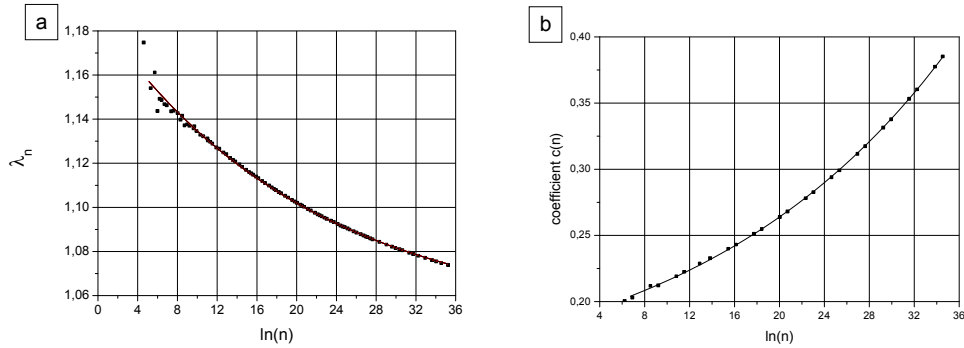 a
1,18
1,16
1,14
1,12
1,10
1,08
1,06
λn
0 4 8 12 16 20 24 28 32 36
ln(n)
b
0,40
0,35
0,30
0,25
0,20
coefficient c(n)
4 8 12 16 20 24 28 32 36
ln(n)